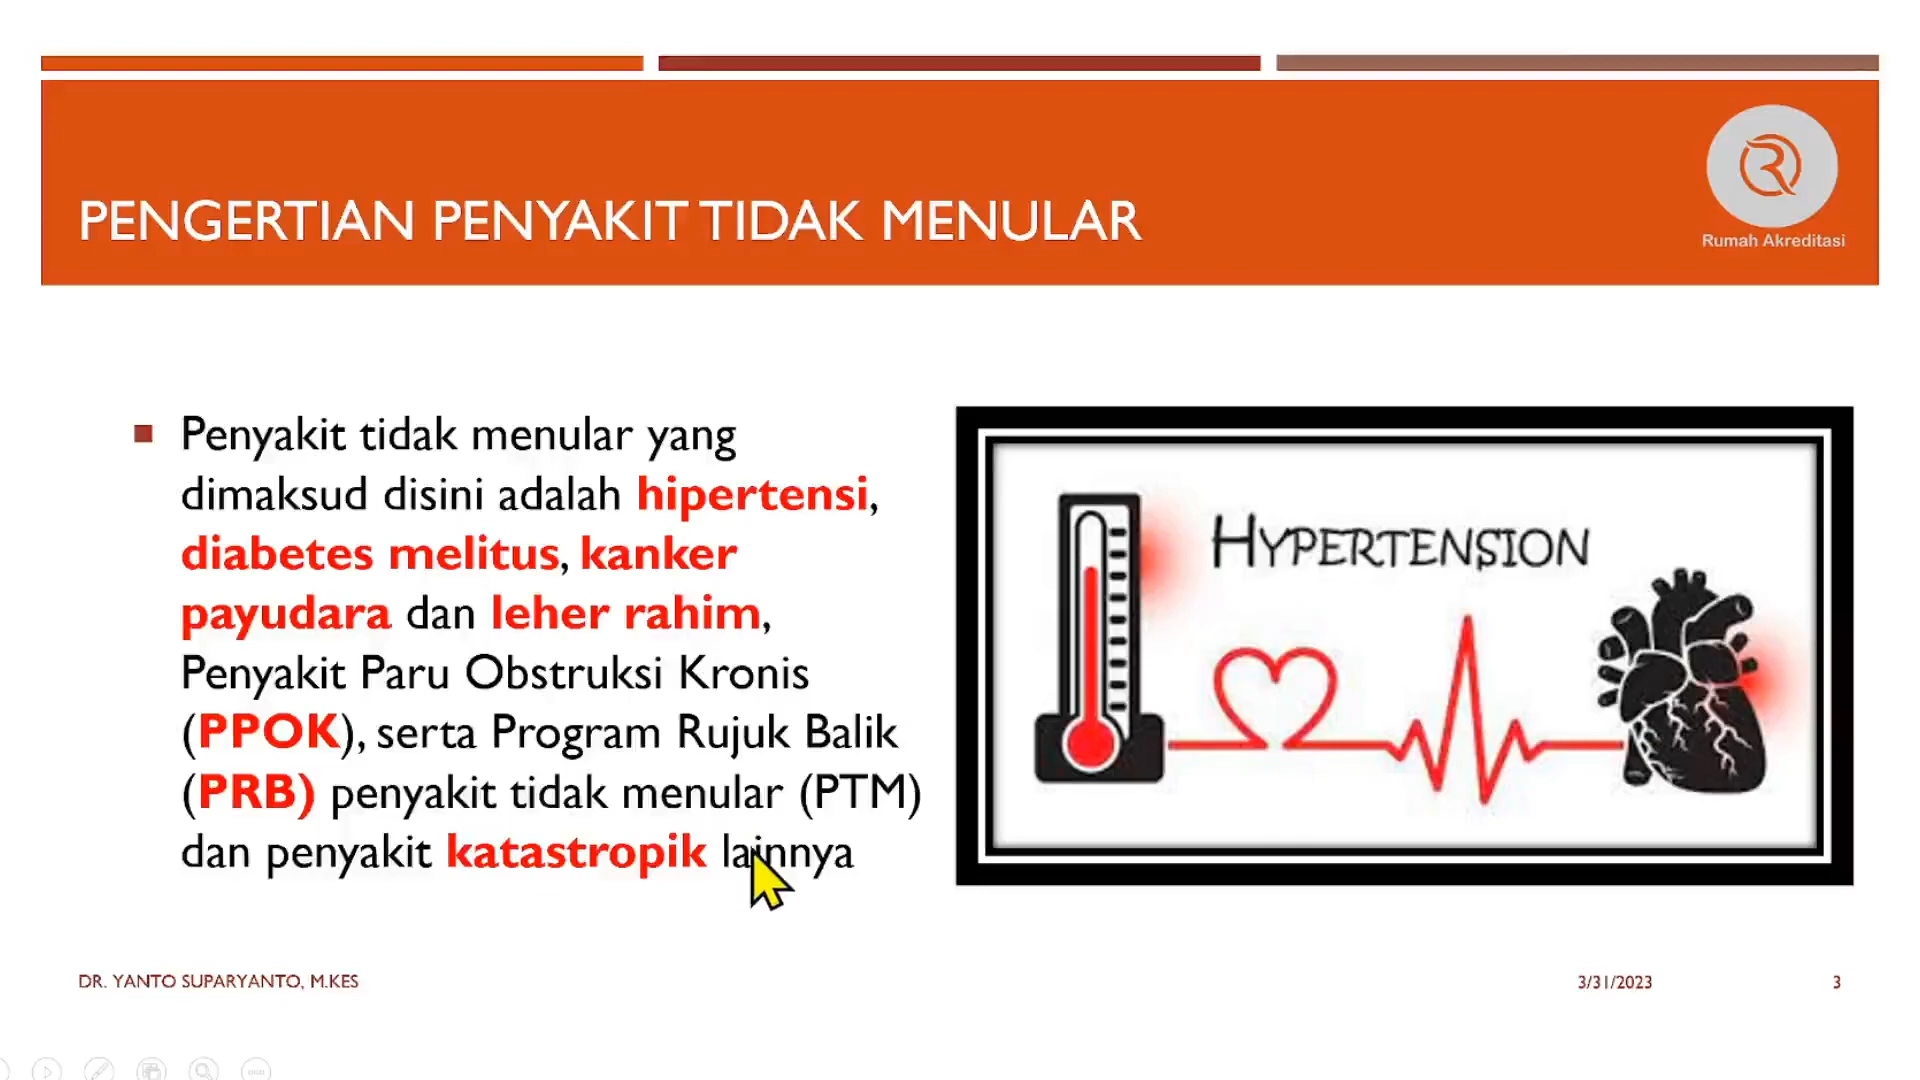 PENGERTIAN PENYAKIT TIDAK MENULAR
Rumah Akreditasi
Penyakit tidak menular yang
dimaksud disini adalah hipertensi,
diabetes melitus, kanker
payudara dan leher rahim,
Penyakit Paru Obstruksi Kronis
(PPOK), serta Program Rujuk Balik
(PRB) penyakit tidak menular (PTM)
dan penyakit katastropik lainnya
HYPERTENSION
DR. YANTO SUPARYANTO, M.KES
3/31/2023
3